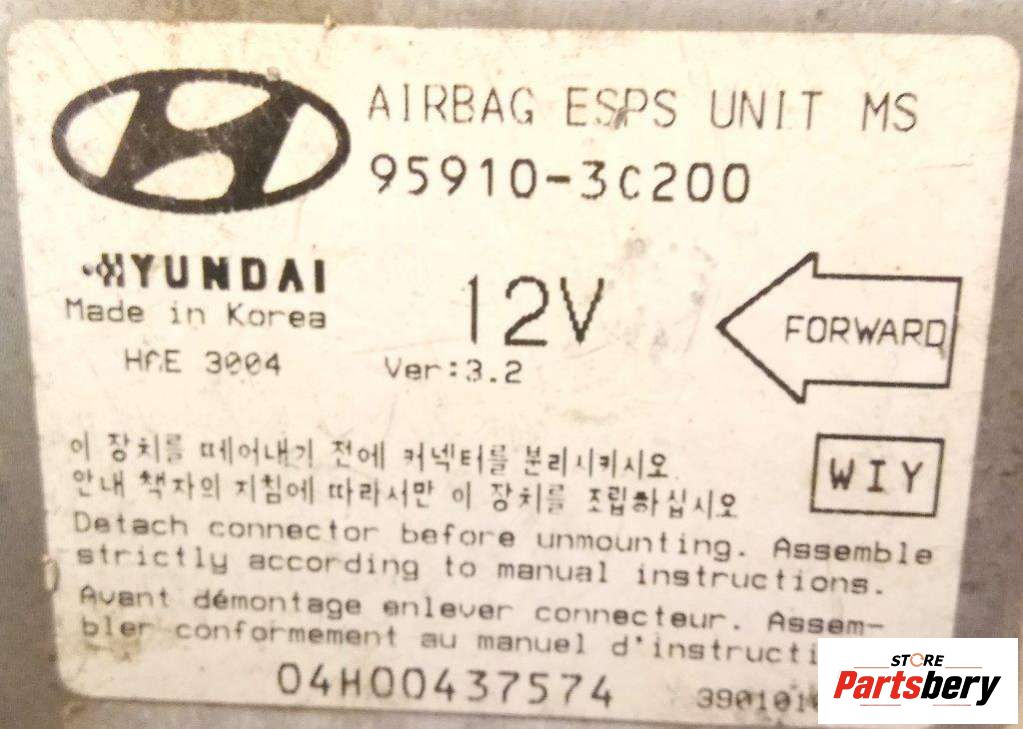 AIRBAG ESPS UNIT MS
95910-3C200
HYUNDAI
Made in Korea
12V
FORWARD
3004
Ver:3.2
이 장치를 떼어내기 전에 커넥터를 분리시키시오
안내 책자의 지침에 따라서만 이 장치를 조립하십시오
WIY
Detach connector before unmounting. Assemble
strictly according to manual instructions.
Avant démontage enlever connecteur. Assem-
bler conformement au manuel
04H00437574
STORE
Partsbery